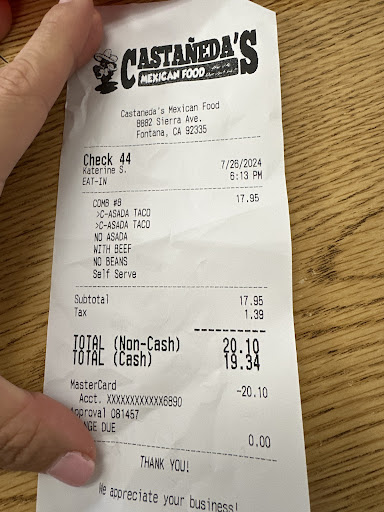 CASTAÑEDA'S
MEXICAN FOOD
Castaneda's Mexican Food
8882 Sierra Ave.
Fontana, CA 92335
Check 44
Katerine S. 7/26/2024
EAT-IN 6:13 PM
COMB #8 17.95
>C-ASADA TACO
>C-ASADA TACO
NO ASADA
WITH BEEF
NO BEANS
Self Serve
Subtotal 17.95
Tax 1.39
TOTAL (Non-Cash) 20.10
TOTAL (Cash) 19.34
MasterCard -20.10
Acct. XXXXXXXXXXXX6890
pproval 081457
NGE DUE 0.00
THANK YOU!
We appreciate your business!